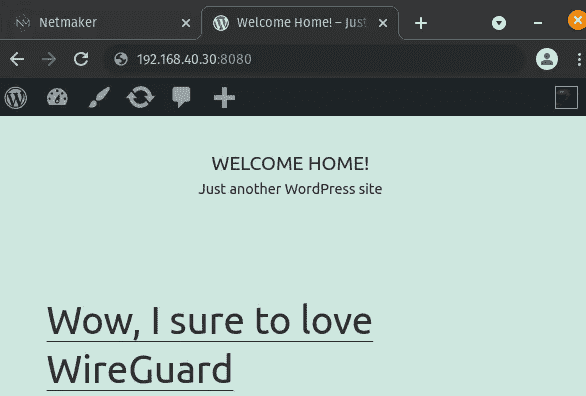 Netmaker
Welcome Home! – Just
192.168.40.30:8080
WELCOME HOME!
Just another WordPress site
Wow, I sure to love
WireGuard